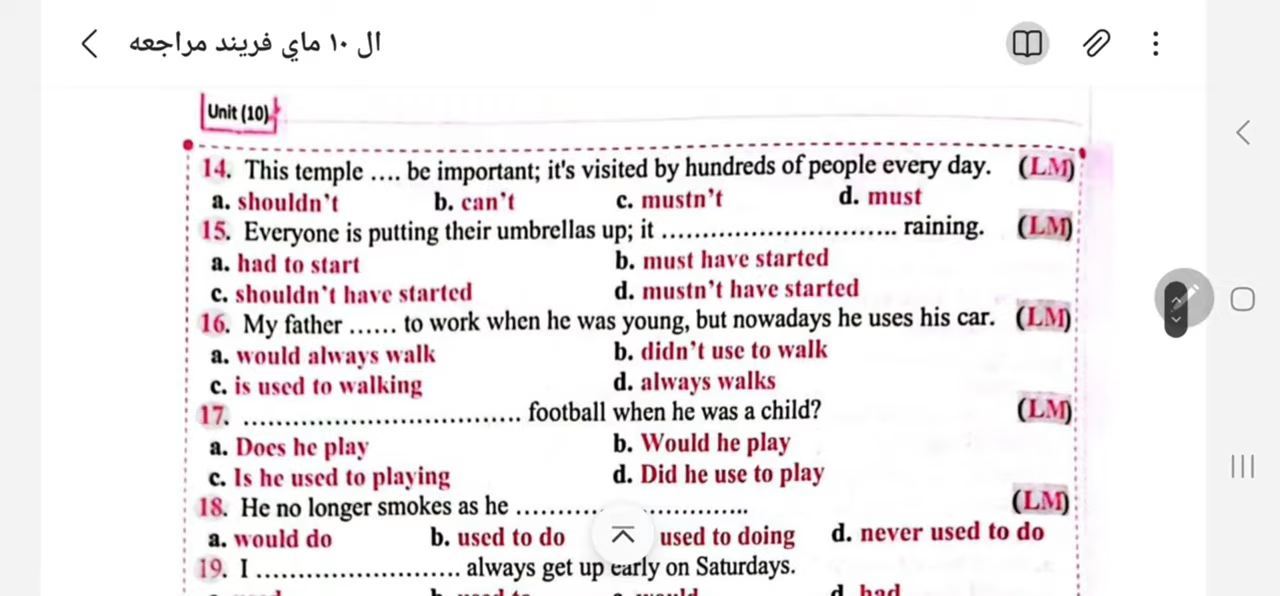 ال ١٠ ماي فريند مراجعه
Unit (10)
14. This temple .... be important; it's visited by hundreds of people every day. (LM)
a. shouldn't b. can't c. mustn't d. must
15. Everyone is putting their umbrellas up; it ............................ raining. (LM)
a. had to start b. must have started
c. shouldn't have started d. mustn't have started
16. My father ...... to work when he was young, but nowadays he uses his car. (LM)
a. would always walk b. didn't use to walk
c. is used to walking d. always walks
17. ................................. football when he was a child? (LM)
a. Does he play b. Would he play
c. Is he used to playing d. Did he use to play
18. He no longer smokes as he ............................ (LM)
a. would do b. used to do used to doing d. never used to do
19. I ........................ always get up early on Saturdays.
used to would d. had